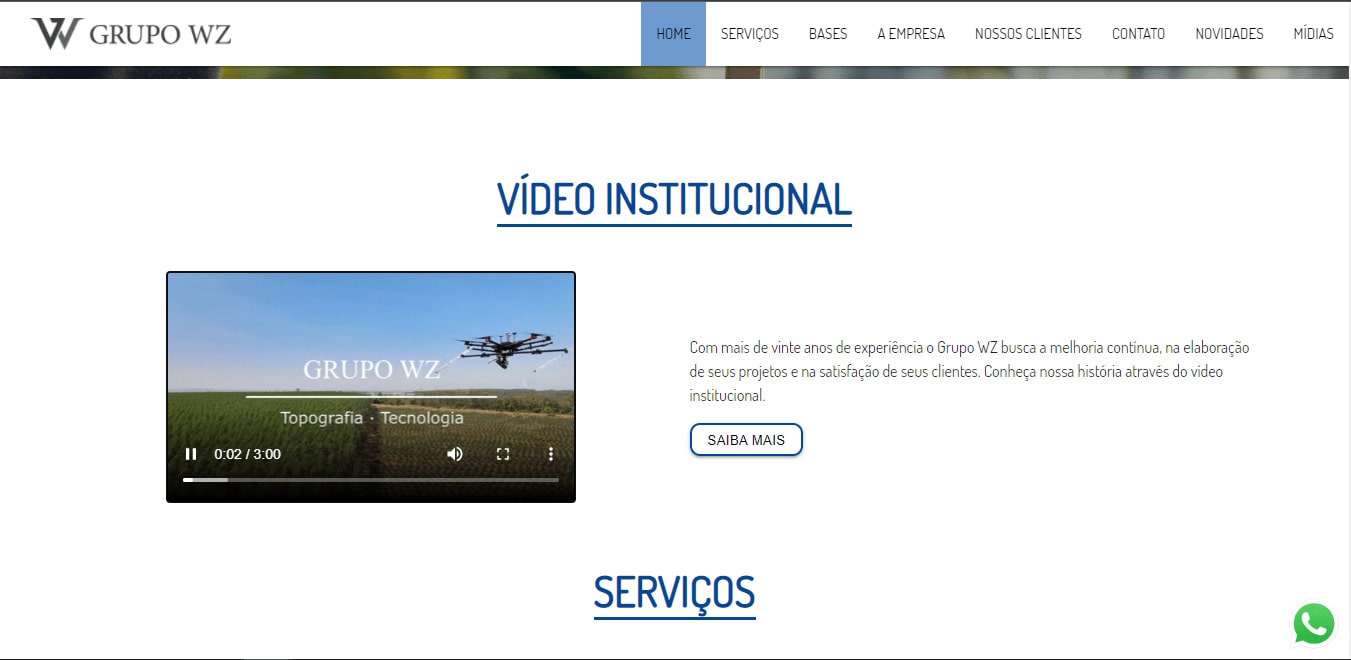 GRUPO WZ
HOME SERVIÇOS BASES A EMPRESA NOSSOS CLIENTES CONTATO NOVIDADES MÍDIAS
VÍDEO INSTITUCIONAL
GRUPO WZ
Topografia · Tecnologia
0:02 / 3:00
Com mais de vinte anos de experiência o Grupo WZ busca a melhoria contínua, na elaboração
de seus projetos e na satisfação de seus clientes. Conheça nossa história através do vídeo
institucional.
SAIBA MAIS
SERVIÇOS